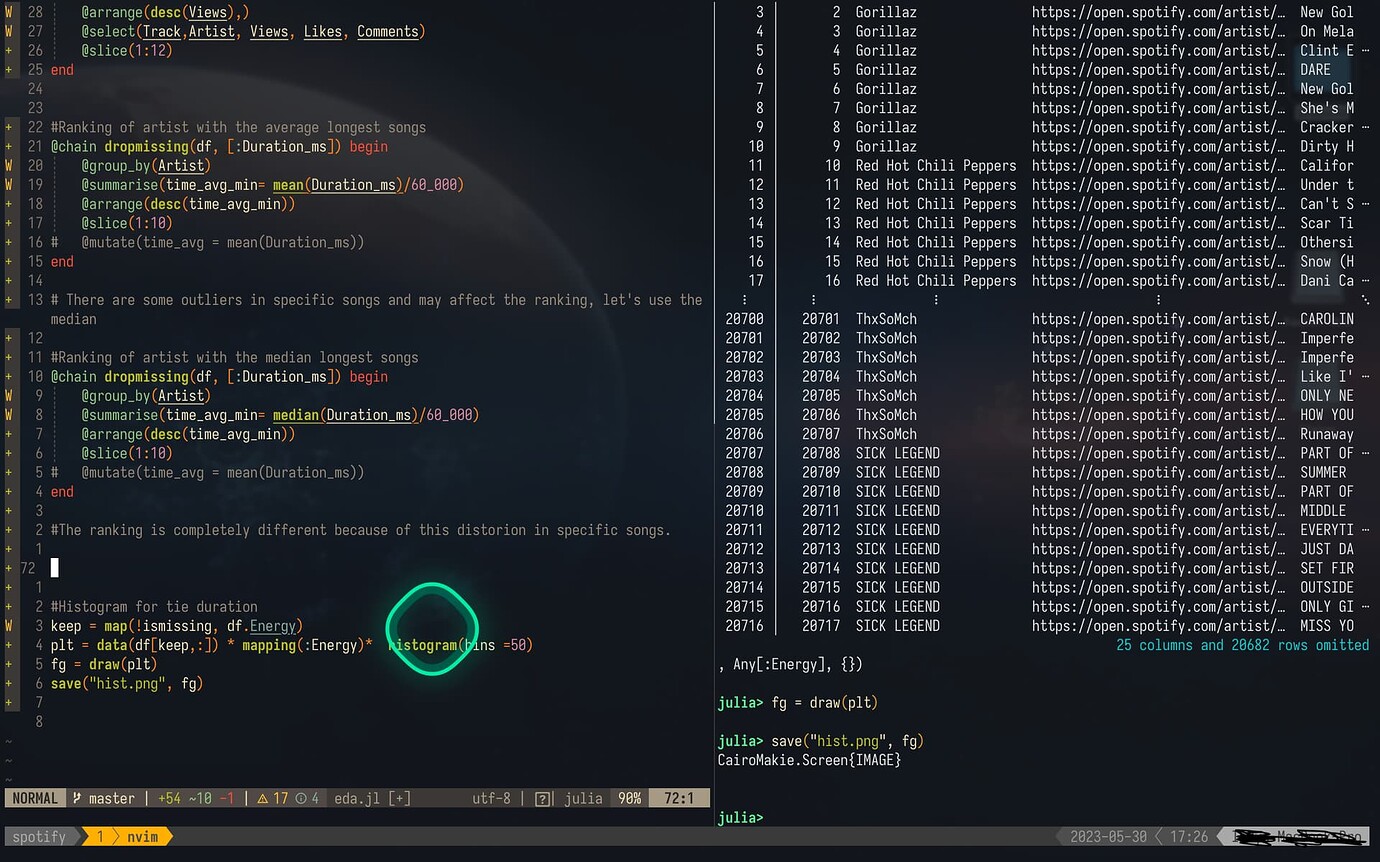 W 28     @arrange(desc(Views),)
W 27     @select(Track,Artist, Views, Likes, Comments)
+ 26     @slice(1:12)
+ 25 end
24
23
+ 22 #Ranking of artist with the average longest songs
+ 21 @chain dropmissing(df, [:Duration_ms]) begin
W 20     @group_by(Artist)
W 19     @summarise(time_avg_min= mean(Duration_ms)/60_000)
+ 18     @arrange(desc(time_avg_min))
+ 17     @slice(1:10)
+ 16 #   @mutate(time_avg = mean(Duration_ms))
+ 15 end
+ 14
+ 13 # There are some outliers in specific songs and may affect the ranking, let's use the
median
+ 12
+ 11 #Ranking of artist with the median longest songs
+ 10 @chain dropmissing(df, [:Duration_ms]) begin
W 9     @group_by(Artist)
W 8     @summarise(time_avg_min= median(Duration_ms)/60_000)
+ 7     @arrange(desc(time_avg_min))
+ 6     @slice(1:10)
+ 5 #   @mutate(time_avg = mean(Duration_ms))
+ 4 end
+ 3
+ 2 #The ranking is completely different because of this distorion in specific songs.
+ 1
+ 72
+ 1
+ 2 #Histogram for tie duration
W 3 keep = map(!ismissing, df.Energy)
+ 4 plt = data(df[keep,:]) * mapping(:Energy)*  histogram(bins =50)
+ 5 fg = draw(plt)
+ 6 save("hist.png", fg)
+ 7
8
~
~
~
NORMAL master | +54 ~10 -1 | 17 4 eda.jl [+] utf-8 | [?] | julia 90% 72:1
3 | 2 Gorillaz https://open.spotify.com/artist/… New Gol
4 | 3 Gorillaz https://open.spotify.com/artist/… On Mela
5 | 4 Gorillaz https://open.spotify.com/artist/… Clint E ⋯
6 | 5 Gorillaz https://open.spotify.com/artist/… DARE
7 | 6 Gorillaz https://open.spotify.com/artist/… New Gol
8 | 7 Gorillaz https://open.spotify.com/artist/… She's M
9 | 8 Gorillaz https://open.spotify.com/artist/… Cracker ⋯
10 | 9 Gorillaz https://open.spotify.com/artist/… Dirty H
11 | 10 Red Hot Chili Peppers https://open.spotify.com/artist/… Califor
12 | 11 Red Hot Chili Peppers https://open.spotify.com/artist/… Under t
13 | 12 Red Hot Chili Peppers https://open.spotify.com/artist/… Can't S ⋯
14 | 13 Red Hot Chili Peppers https://open.spotify.com/artist/… Scar Ti
15 | 14 Red Hot Chili Peppers https://open.spotify.com/artist/… Othersi
16 | 15 Red Hot Chili Peppers https://open.spotify.com/artist/… Snow (H
17 | 16 Red Hot Chili Peppers https://open.spotify.com/artist/… Dani Ca ⋯
⋮ | ⋮ ⋮ ⋮ ⋱
20700 | 20701 ThxSoMch https://open.spotify.com/artist/… CAROLIN
20701 | 20702 ThxSoMch https://open.spotify.com/artist/… Imperfe
20702 | 20703 ThxSoMch https://open.spotify.com/artist/… Imperfe
20703 | 20704 ThxSoMch https://open.spotify.com/artist/… Like I' ⋯
20704 | 20705 ThxSoMch https://open.spotify.com/artist/… ONLY NE
20705 | 20706 ThxSoMch https://open.spotify.com/artist/… HOW YOU
20706 | 20707 ThxSoMch https://open.spotify.com/artist/… Runaway
20707 | 20708 SICK LEGEND https://open.spotify.com/artist/… PART OF ⋯
20708 | 20709 SICK LEGEND https://open.spotify.com/artist/… SUMMER
20709 | 20710 SICK LEGEND https://open.spotify.com/artist/… PART OF
20710 | 20711 SICK LEGEND https://open.spotify.com/artist/… MIDDLE
20711 | 20712 SICK LEGEND https://open.spotify.com/artist/… EVERYTI ⋯
20712 | 20713 SICK LEGEND https://open.spotify.com/artist/… JUST DA
20713 | 20714 SICK LEGEND https://open.spotify.com/artist/… SET FIR
20714 | 20715 SICK LEGEND https://open.spotify.com/artist/… OUTSIDE
20715 | 20716 SICK LEGEND https://open.spotify.com/artist/… ONLY GI ⋯
20716 | 20717 SICK LEGEND https://open.spotify.com/artist/… MISS YO
25 columns and 20682 rows omitted
, Any[:Energy], {})
julia> fg = draw(plt)
julia> save("hist.png", fg)
CairoMakie.Screen{IMAGE}
julia>
spotify 1 nvim 2023-05-30 17:26